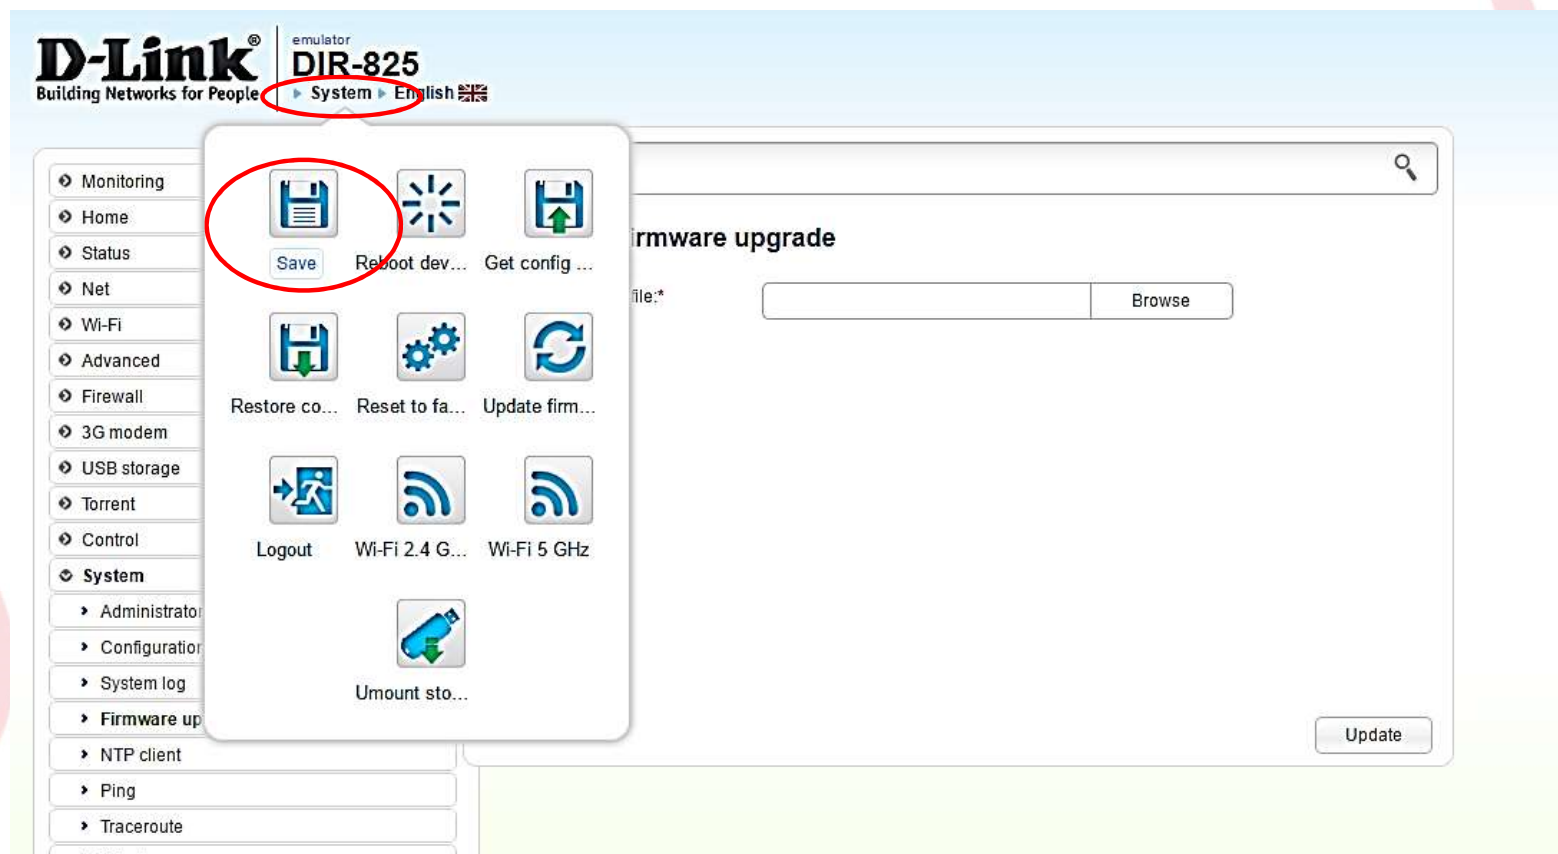 D-Link®
Building Networks for People
emulator
DIR-825
System English
Monitoring
Home
Status
Net
Wi-Fi
Advanced
Firewall
3G modem
USB storage
Torrent
Control
System
Administrator
Configuration
System log
Firmware up
NTP client
Ping
Traceroute
Save
Reboot dev...
Get config ...
Restore co...
Reset to fa...
Update firm...
Logout
Wi-Fi 2.4 G...
Wi-Fi 5 GHz
Umount sto...
irmware upgrade
file:*
Browse
Update